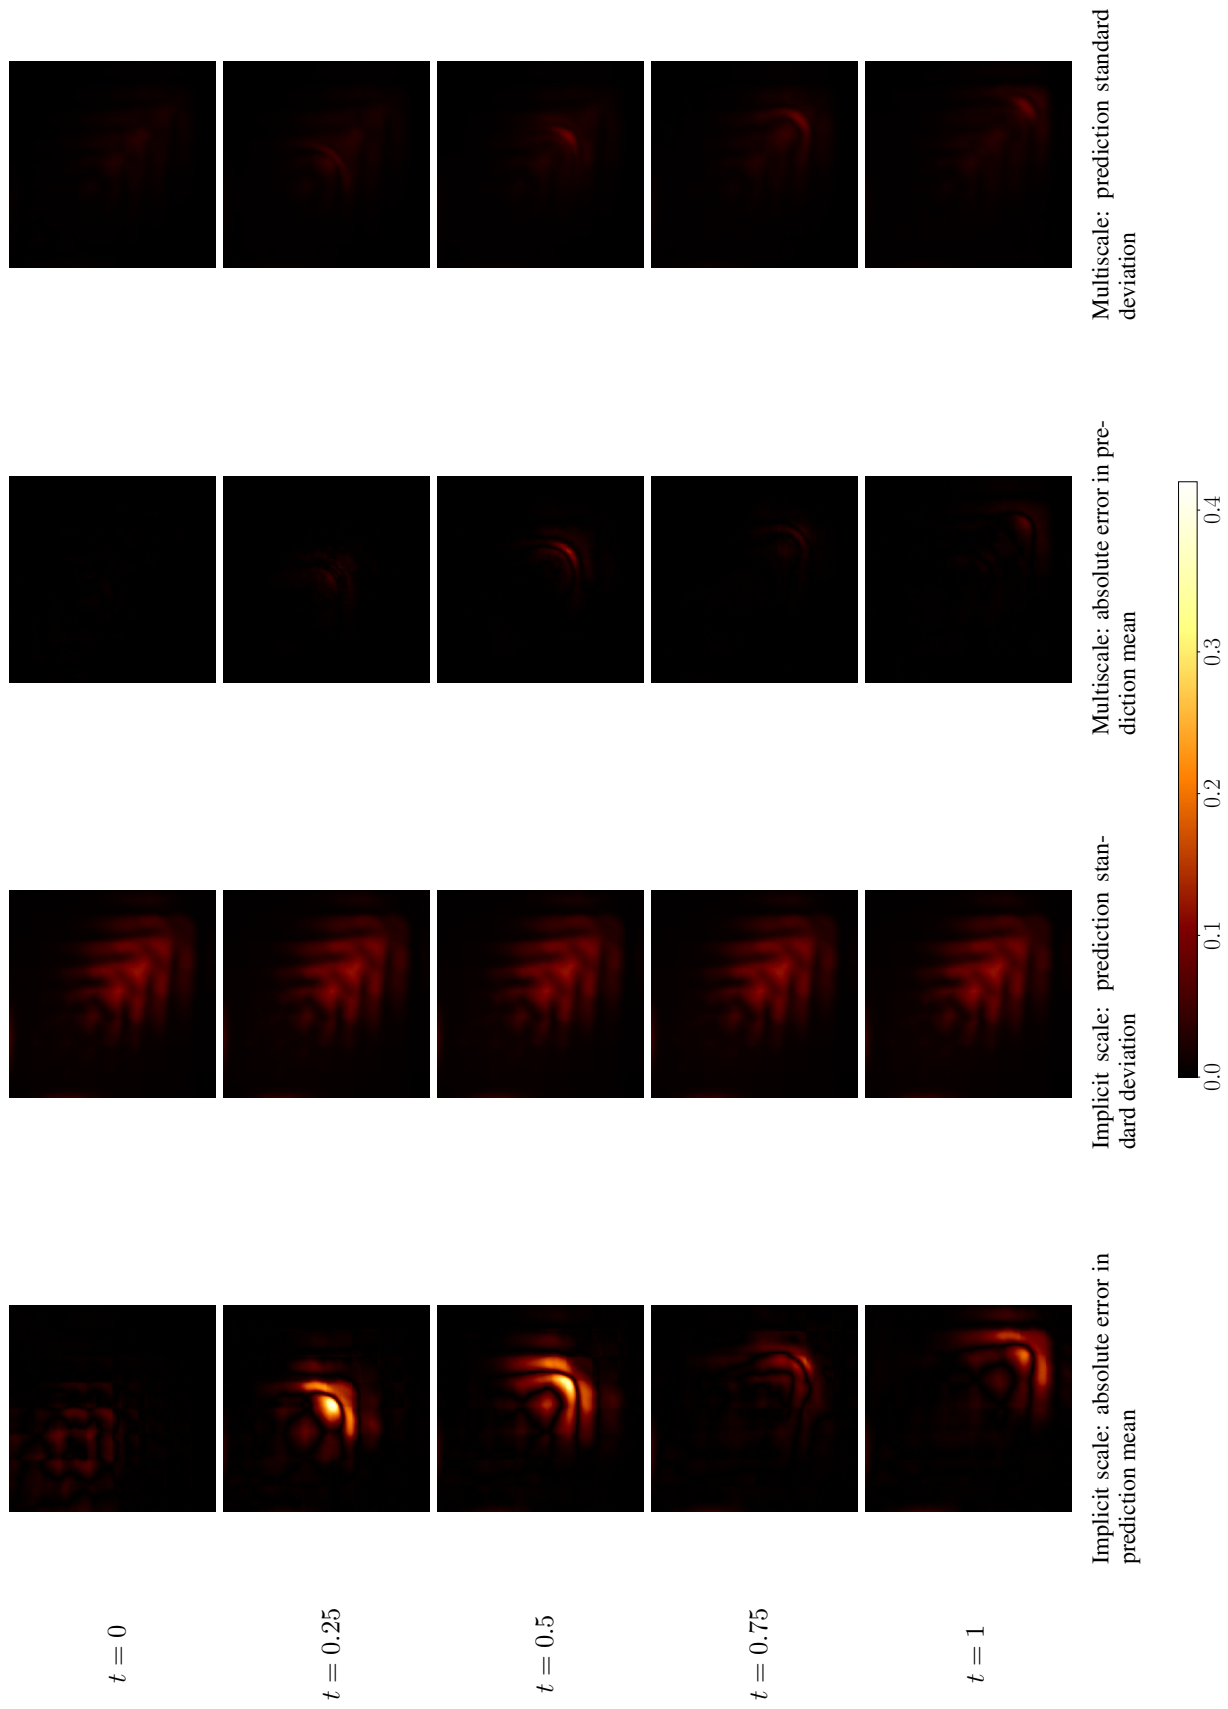 t = 0
t = 0.25
t = 0.5
t = 0.75
t = 1
Implicit scale: absolute error in
prediction mean
Implicit scale: prediction stan-
dard deviation
Multiscale: absolute error in pre-
diction mean
Multiscale: prediction standard
deviation
0.0
0.1
0.2
0.3
0.4